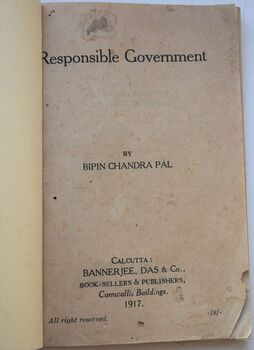 Responsible Government
BY
BIPIN CHANDRA PAL
CALCUTTA :
BANNERJEE, DAS & Co.,
BOOK-SELLERS & PUBLISHERS,
Cornwallis Buildings.
1917.
All right reserved.